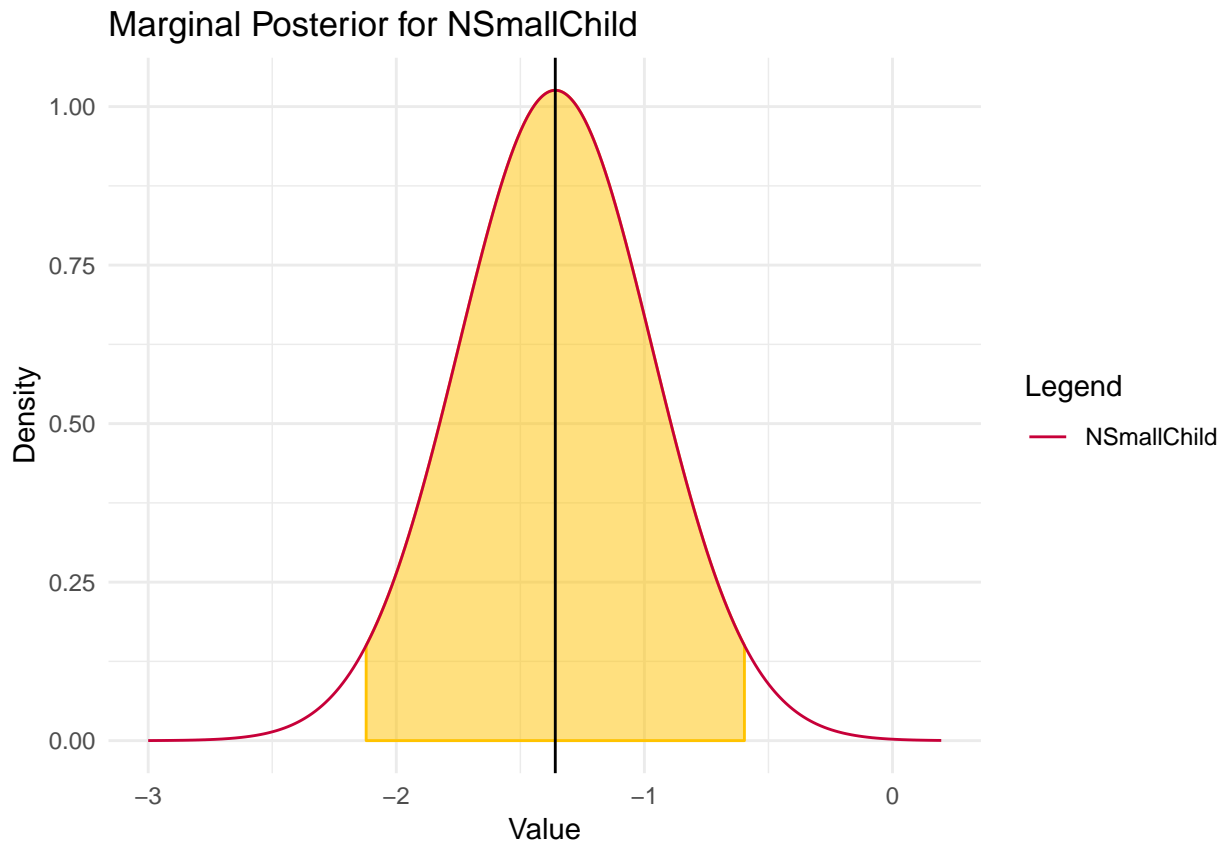 Marginal Posterior for NSmallChild
1.00
0.75
0.50
0.25
0.00
Density
−3
−2
−1
0
Value
Legend
NSmallChild